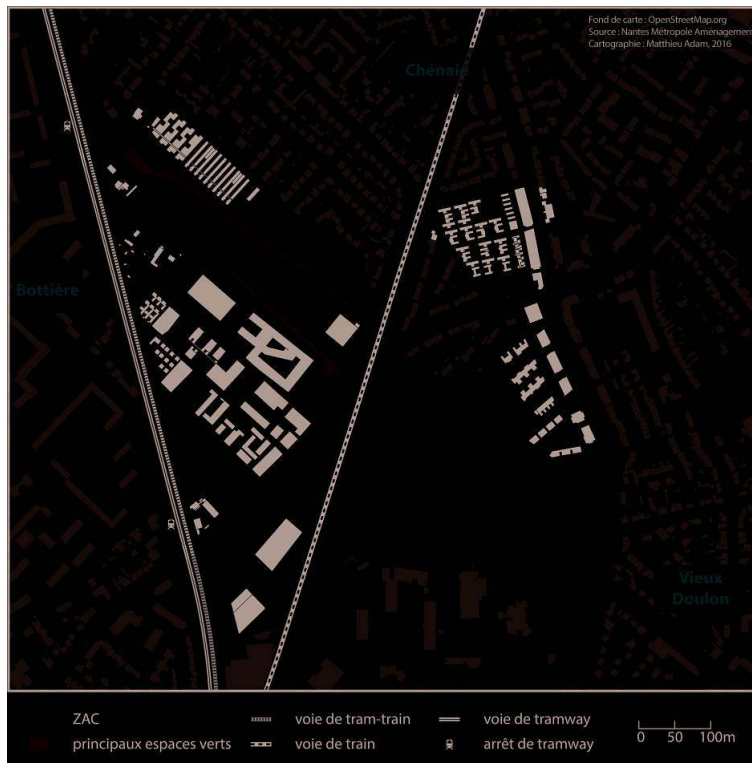 Fond de carte : OpenStreetMap.org
Source : Nantes Métropole Aménagement
Cartographie : Matthieu Adam, 2016
Chénaie
Bottière
Vieux
Doulon
ZAC
voie de tram-train
voie de tramway
principaux espaces verts
voie de train
arrêt de tramway
0 50 100m